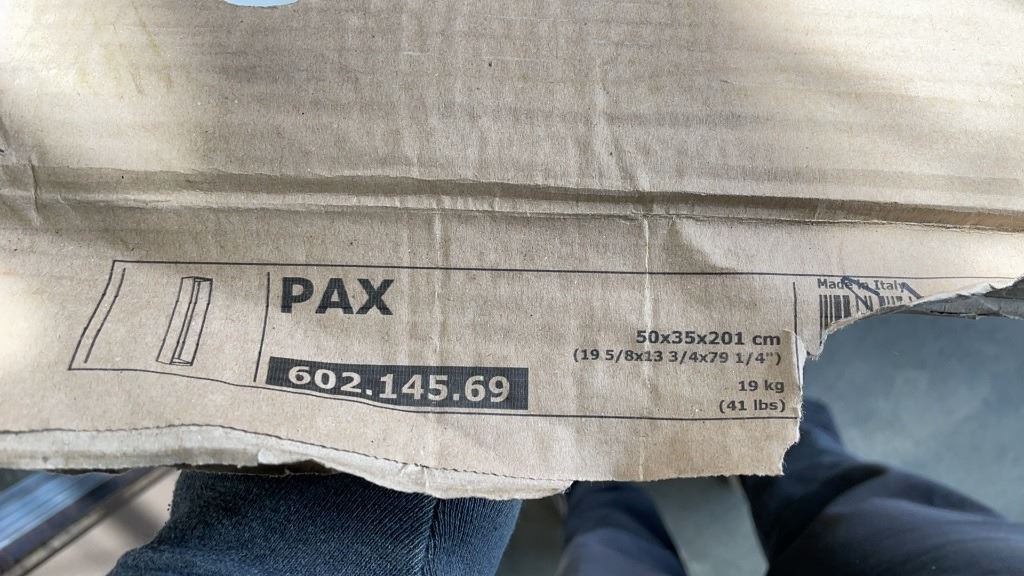 PAX
602.145.69
50x35x201 cm
(19 5/8x13 3/4x79 1/4")
19 kg
(41 lbs)
Made in Italy